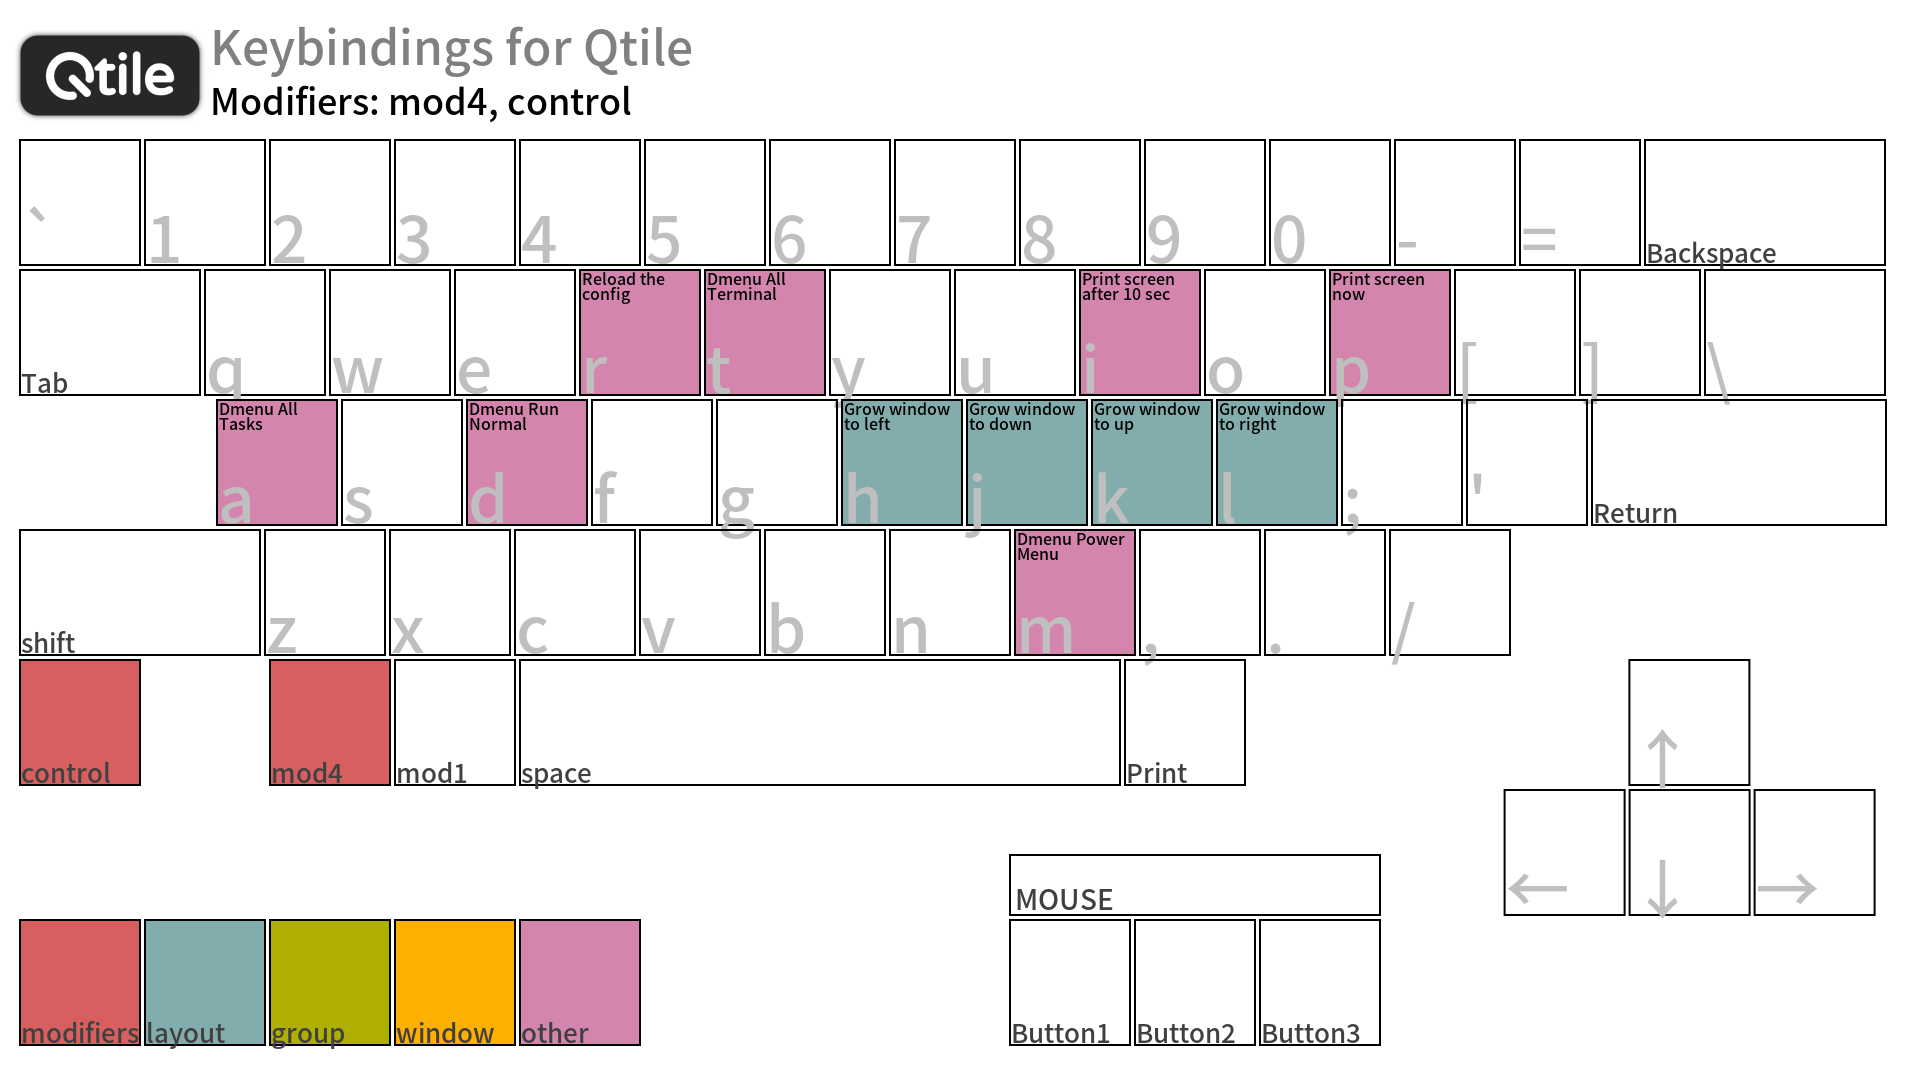 Qtile
Keybindings for Qtile
Modifiers: mod4, control
` 1 2 3 4 5 6 7 8 9 0 - = Backspace
Reload the
config
Dmenu All
Terminal
Print screen
after 10 sec
Print screen
now
Tab q w e r t y u i o p [ ] \
Dmenu All
Tasks
Dmenu Run
Normal
Grow window
to left
Grow window
to down
Grow window
to up
Grow window
to right
a s d f g h j k l ; ' Return
Dmenu Power
Menu
shift z x c v b n m , . /
control mod4 mod1 space Print ↑
← ↓ →
MOUSE
modifiers layout group window other Button1 Button2 Button3